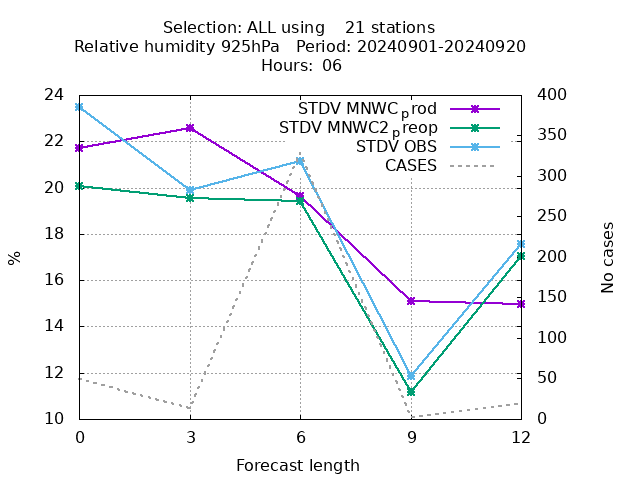 Selection: ALL using    21 stations
Relative humidity 925hPa   Period: 20240901-20240920
Hours: 06
24 400
STDV MNWC_prod
22 350
STDV MNWC2_preop
STDV OBS
CASES
300
20
250
18
200
16
150
14
100
12
50
10 0
%
No cases
0 3 6 9 12
Forecast length